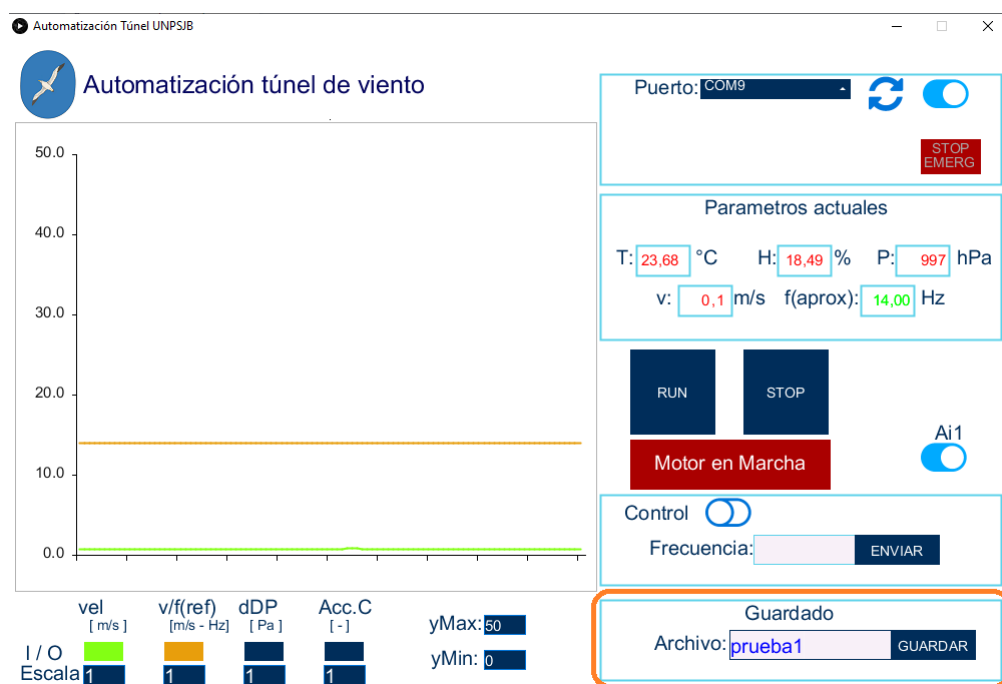 Automatización Túnel UNPSJB
Automatización túnel de viento
Puerto: COM9
STOP
EMERG
50.0
40.0
30.0
20.0
10.0
0.0
Parametros actuales
T: 23,68 °C H: 18,49 % P: 997 hPa
v: 0,1 m/s f(aprox): 14,00 Hz
RUN STOP
Motor en Marcha
Ai1
Control
Frecuencia: ENVIAR
Guardado
Archivo: prueba1 GUARDAR
vel v/f(ref) dDP Acc.C
[ m/s ] [m/s - Hz] [ Pa ] [ - ]
I / O
Escala 1 1 1 1
yMax: 50
yMin: 0